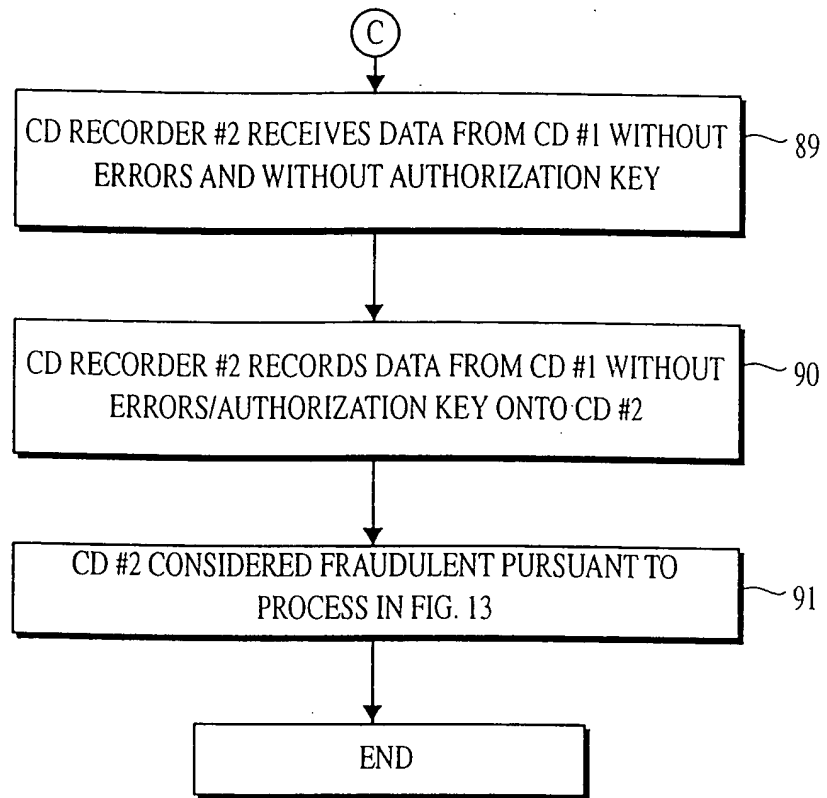 C
CD RECORDER #2 RECEIVES DATA FROM CD #1 WITHOUT
ERRORS AND WITHOUT AUTHORIZATION KEY
89
CD RECORDER #2 RECORDS DATA FROM CD #1 WITHOUT
ERRORS/AUTHORIZATION KEY ONTO CD #2
90
CD #2 CONSIDERED FRAUDULENT PURSUANT TO
PROCESS IN FIG. 13
91
END